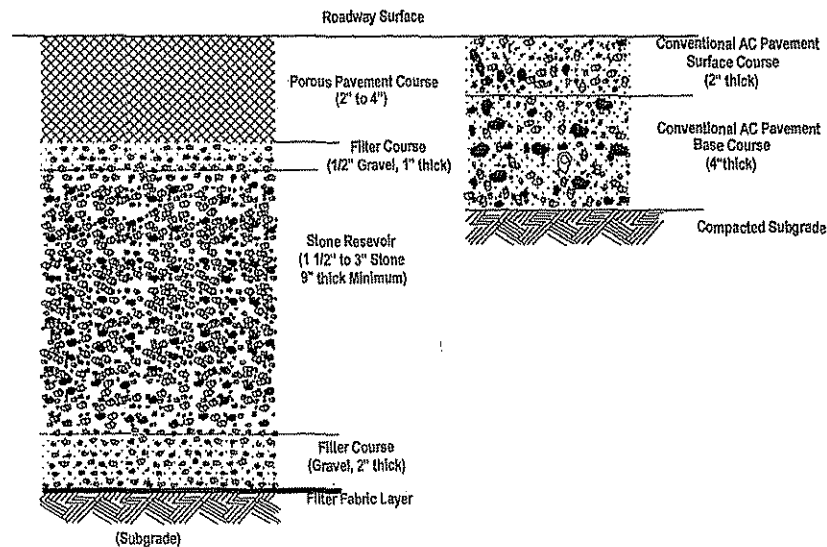 Roadway Surface
Porous Pavement Course
(2" to 4")
Filter Course
(1/2" Gravel, 1" thick)
Stone Resevoir
(1 1/2" to 3" Stone
9" thick Minimum)
Filter Course
(Gravel, 2" thick)
Filter Fabric Layer
(Subgrade)
Conventional AC Pavement
Surface Course
(2" thick)
Conventional AC Pavement
Base Course
(4"thick)
Compacted Subgrade